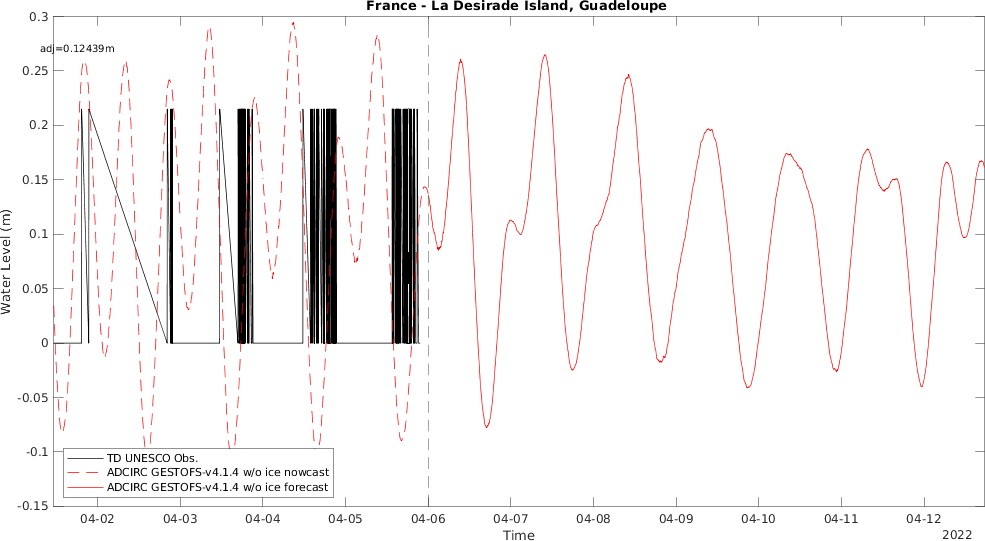 France - La Desirade Island, Guadeloupe
adj=0.12439m
Water Level (m)
0.3
0.25
0.2
0.15
0.1
0.05
0
-0.05
-0.1
-0.15
TD UNESCO Obs.
ADCIRC GESTOFS-v4.1.4 w/o ice nowcast
ADCIRC GESTOFS-v4.1.4 w/o ice forecast
04-02 04-03 04-04 04-05 04-06 04-07 04-08 04-09 04-10 04-11 04-12
Time
2022